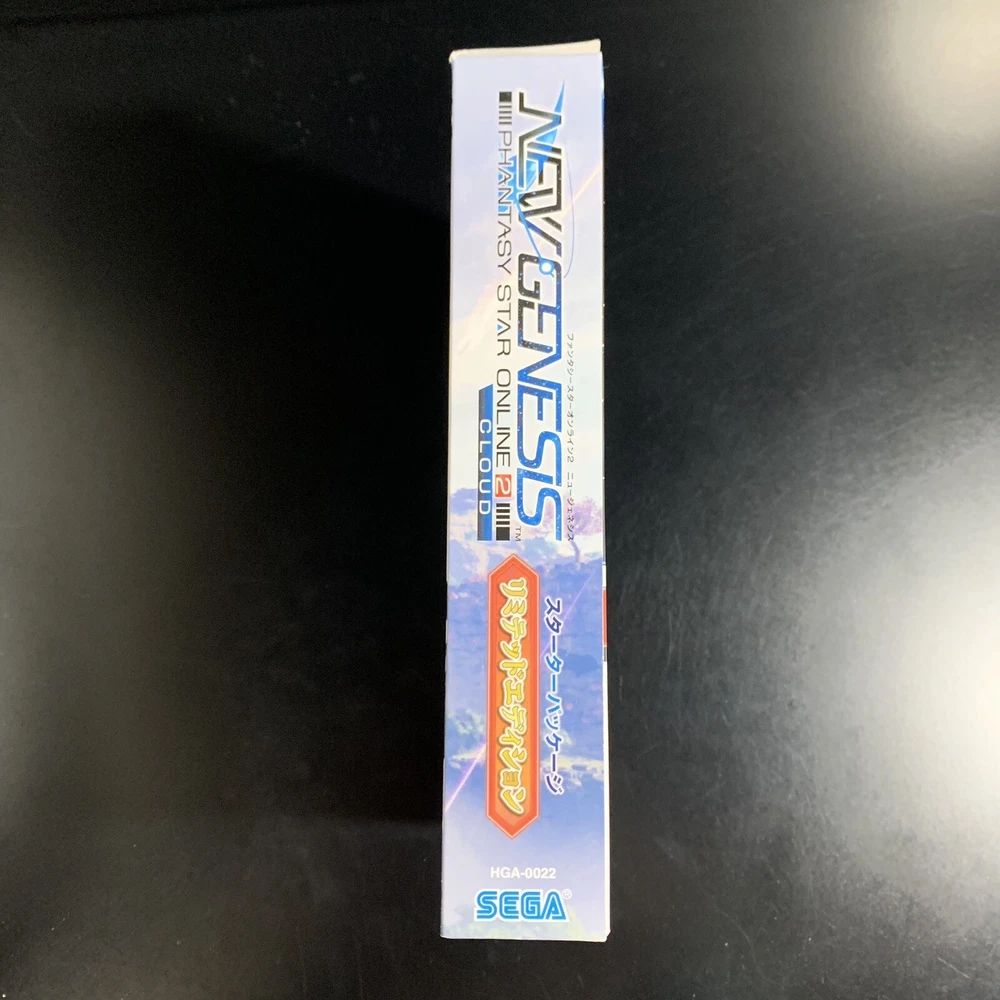 ファンタシースターオンライン2 ニュージェネシス
NEW GENESIS
PHANTASY STAR ONLINE 2 ™
CLOUD
スターターパッケージ
リミテッドエディション
HGA-0022
SEGA®